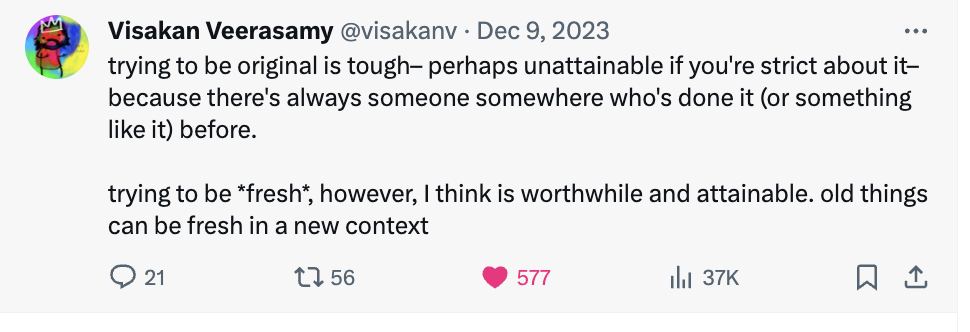 Visakan Veerasamy @visakanv · Dec 9, 2023
trying to be original is tough– perhaps unattainable if you're strict about it–
because there's always someone somewhere who's done it (or something
like it) before.
trying to be *fresh*, however, I think is worthwhile and attainable. old things
can be fresh in a new context
21 56 577 37K